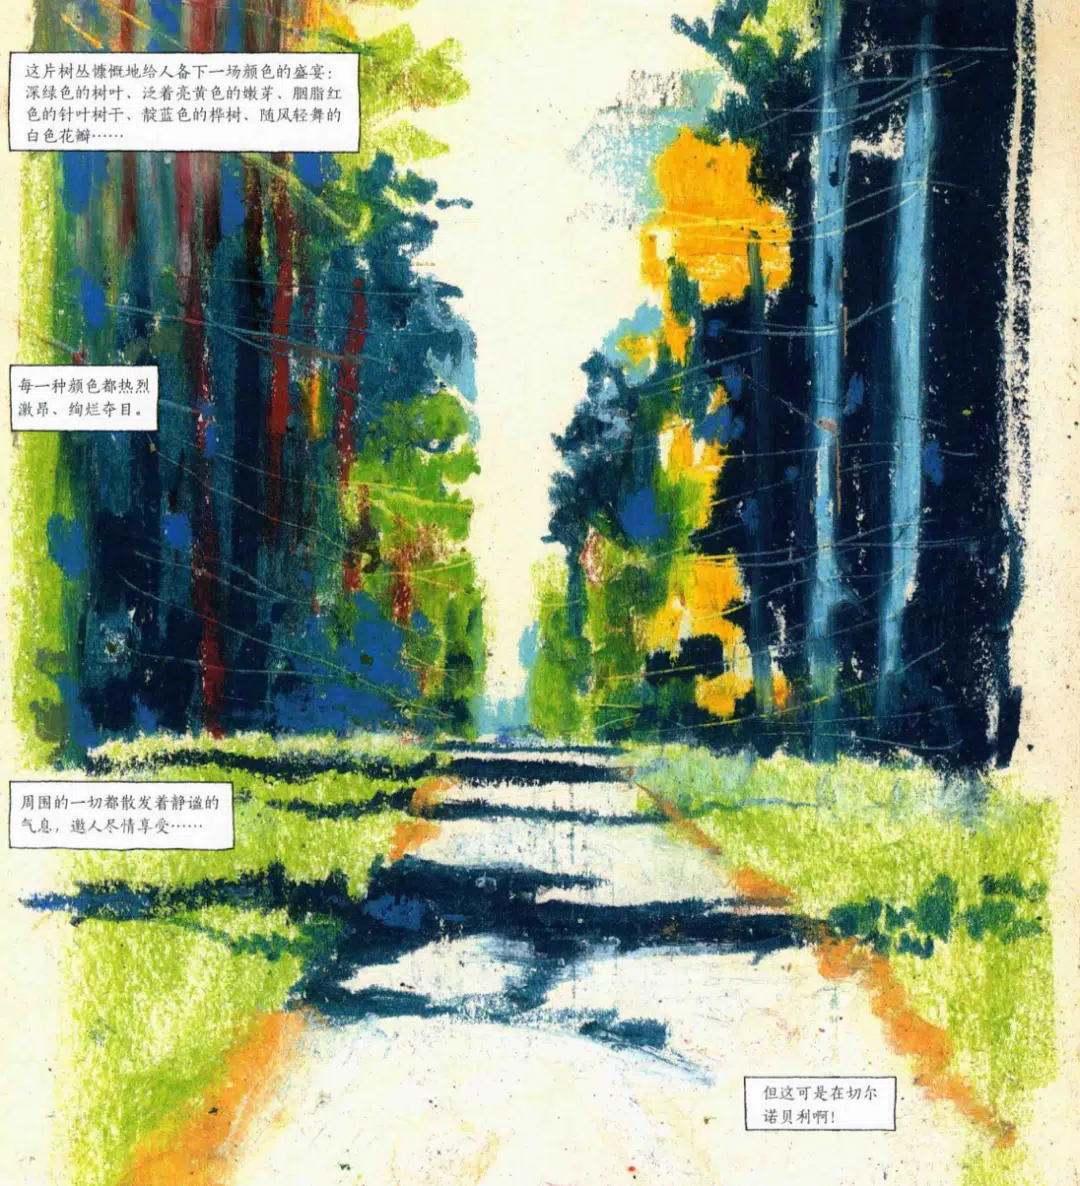 这片树丛慷慨地给人备下一场颜色的盛宴：
深绿色的树叶、泛着亮黄色的嫩芽、胭脂红
色的针叶树干、靛蓝色的桦树、随风轻舞的
白色花瓣……
每一种颜色都热烈
激昂、绚烂夺目。
周围的一切都散发着静谧的
气息，邀人尽情享受……
但这可是在切尔
诺贝利啊！